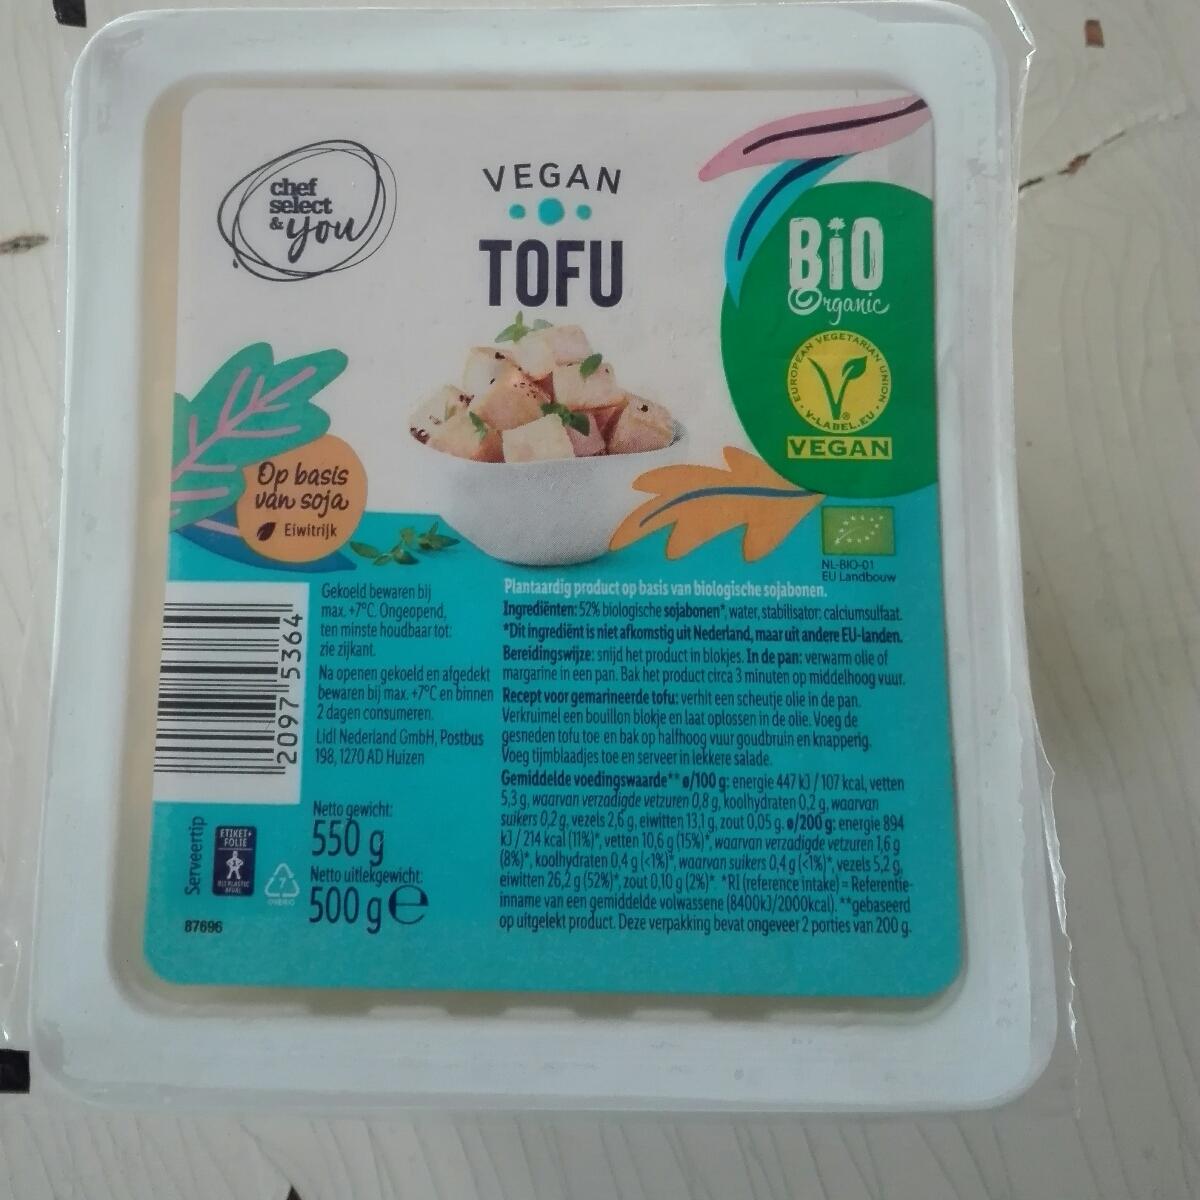 chef
select
& you
VEGAN
TOFU
BiO
Organic
EUROPEAN VEGETARIAN UNION
V-LABEL.EU
VEGAN
Op basis
van soja
Eiwitrijk
NL-BIO-01
EU Landbouw
Gekoeld bewaren bij
max. +7°C. Ongeopend,
ten minste houdbaar tot:
zie zijkant.
Na openen gekoeld en afgedekt
bewaren bij max. +7°C en binnen
2 dagen consumeren.
Lidl Nederland GmbH, Postbus
198, 1270 AD Huizen
Plantaardig product op basis van biologische sojabonen.
Ingrediënten: 52% biologische sojabonen*, water, stabilisator: calciumsulfaat.
*Dit ingrediënt is niet afkomstig uit Nederland, maar uit andere EU-landen.
Bereidingswijze: snijd het product in blokjes. In de pan: verwarm olie of
margarine in een pan. Bak het product circa 3 minuten op middelhoog vuur.
Recept voor gemarineerde tofu: verhit een scheutje olie in de pan.
Verkruimel een bouillon blokje en laat oplossen in de olie. Voeg de
gesneden tofu toe en bak op halfhoog vuur goudbruin en knapperig.
Voeg tijmblaadjes toe en serveer in lekkere salade.
Gemiddelde voedingswaarde** ø/100 g: energie 447 kJ / 107 kcal, vetten
5,3 g, waarvan verzadigde vetzuren 0,8 g, koolhydraten 0,2 g, waarvan
suikers 0,2 g, vezels 2,6 g, eiwitten 13,1 g, zout 0,05 g. ø/200 g: energie 894
kJ / 214 kcal (11%)*, vetten 10,6 g (15%)*, waarvan verzadigde vetzuren 1,6 g
(8%)*, koolhydraten 0,4 g (<1%)*, waarvan suikers 0,4 g (<1%)*, vezels 5,2 g,
eiwitten 26,2 g (52%)*, zout 0,10 g (2%)*. *RI (reference intake) = Referentie-
inname van een gemiddelde volwassene (8400kJ/2000kcal). **gebaseerd
op uitgelekt product. Deze verpakking bevat ongeveer 2 porties van 200 g.
2097 5364
Serveertip
ETIKET+
FOLIE
BIJ PLASTIC
AFVAL
7
Netto gewicht:
550 g
Netto uitlekgewicht:
500 g e
87696